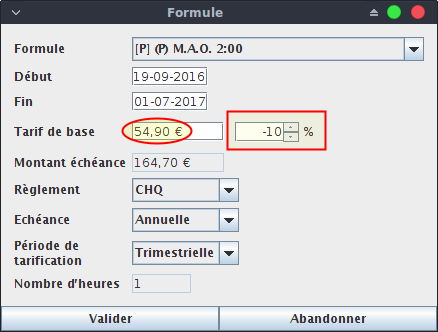 Formule
Formule [P] (P) M.A.O. 2:00
Début 19-09-2016
Fin 01-07-2017
Tarif de base 54,90 € -10 %
Montant échéance 164,70 €
Règlement CHQ
Echéance Annuelle
Période de
tarification Trimestrielle
Nombre d'heures 1
Valider Abandonner